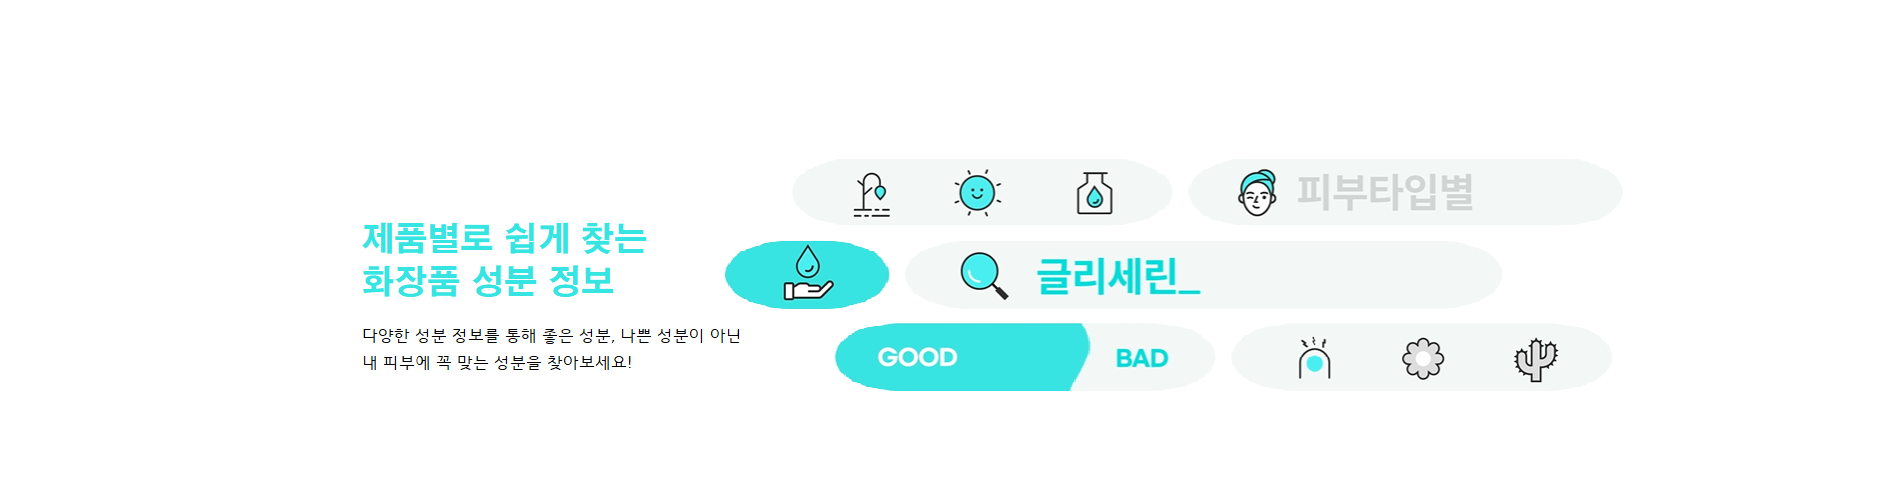 제품별로 쉽게 찾는
화장품 성분 정보
다양한 성분 정보를 통해 좋은 성분, 나쁜 성분이 아닌
내 피부에 꼭 맞는 성분을 찾아보세요!
피부타입별
글리세린_
GOOD
BAD